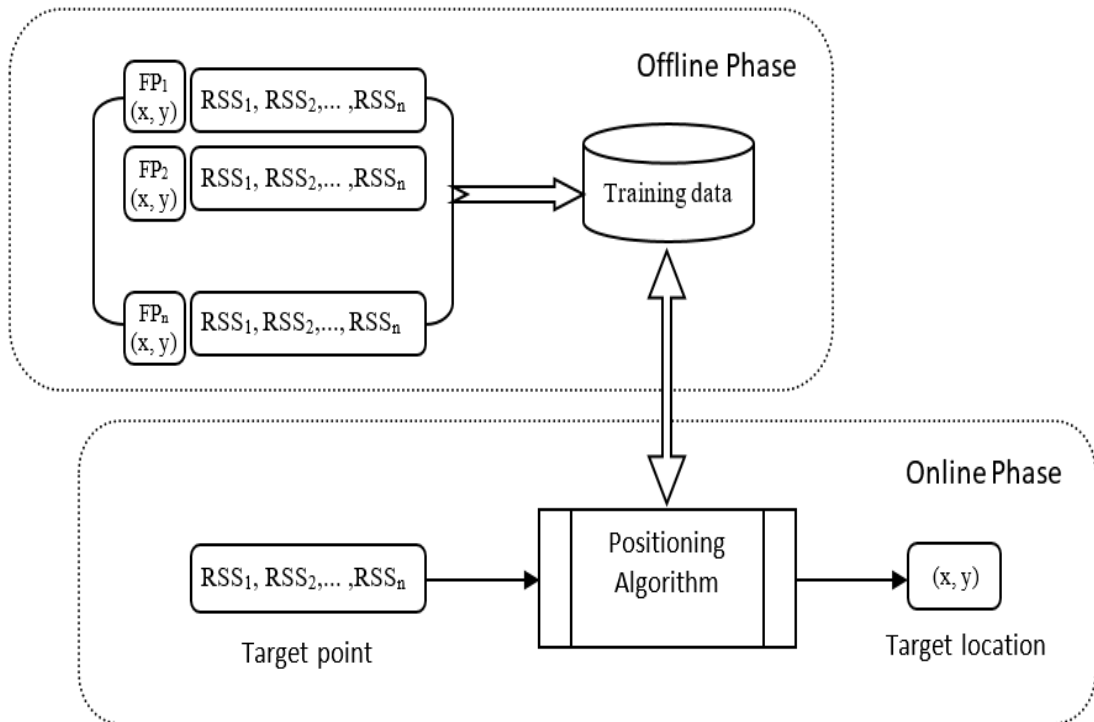 Offline Phase
FP₁
(x, y)
RSS₁, RSS₂,... ,RSSₙ
FP₂
(x, y)
RSS₁, RSS₂,... ,RSSₙ
Training data
FPₙ
(x, y)
RSS₁, RSS₂,..., RSSₙ
Online Phase
RSS₁, RSS₂,... ,RSSₙ
Target point
Positioning
Algorithm
(x, y)
Target location